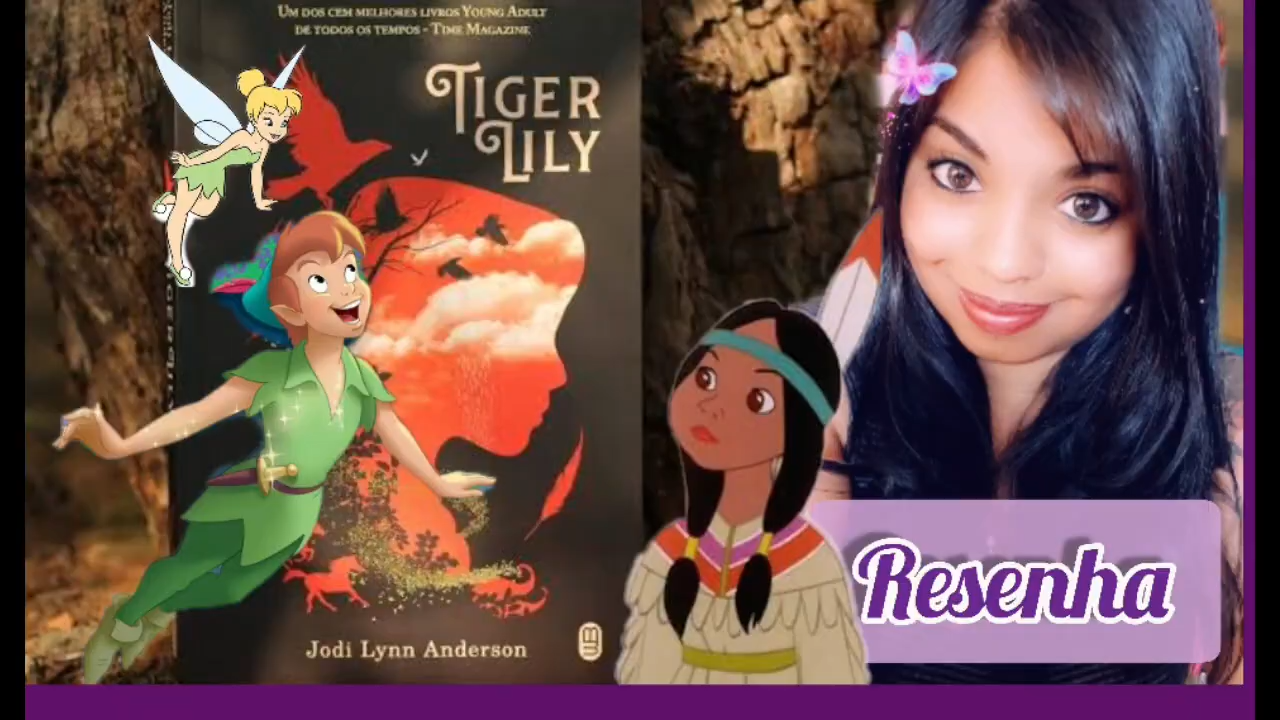 UM DOS CEM MELHORES LIVROS YOUNG ADULT
DE TODOS OS TEMPOS - TIME MAGAZINE
TIGER
LILY
Jodi Lynn Anderson
Resenha